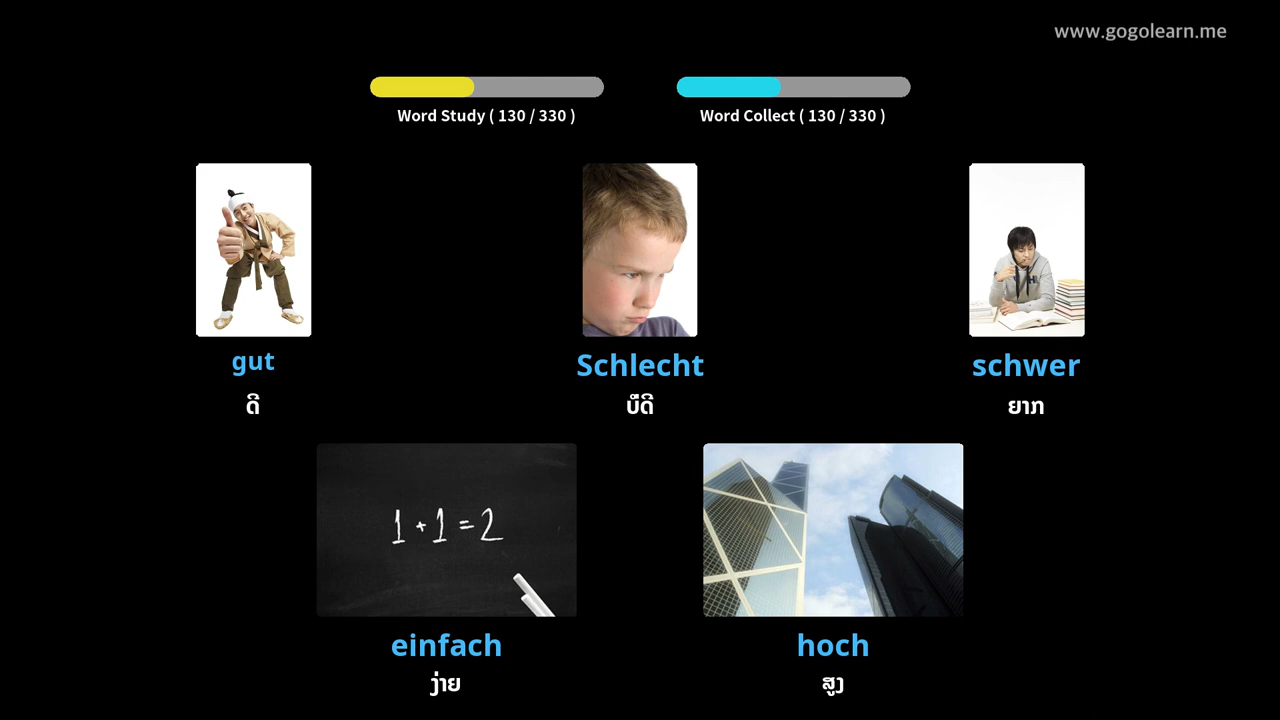 www.gogolearn.me
Word Study ( 130 / 330 )
Word Collect ( 130 / 330 )
gut
Schlecht
schwer
ດີ
ບໍ່ດີ
ຍາກ
1 + 1 = 2
einfach
hoch
ງ່າຍ
ສູງ